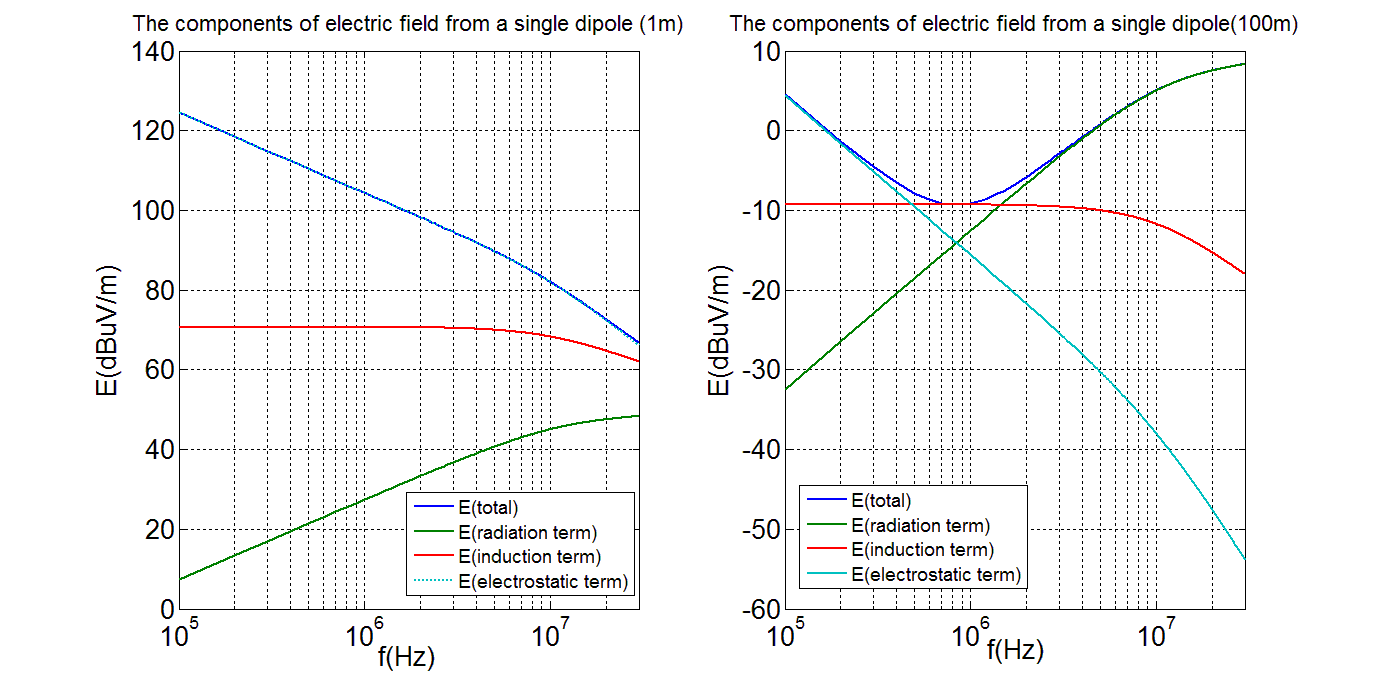 The components of electric field from a single dipole (1m)
140
120
100
80
60
40
20
0
E(dBuV/m)
10^5
10^6
10^7
f(Hz)
E(total)
E(radiation term)
E(induction term)
E(electrostatic term)
The components of electric field from a single dipole(100m)
10
0
-10
-20
-30
-40
-50
-60
E(dBuV/m)
10^5
10^6
10^7
f(Hz)
E(total)
E(radiation term)
E(induction term)
E(electrostatic term)